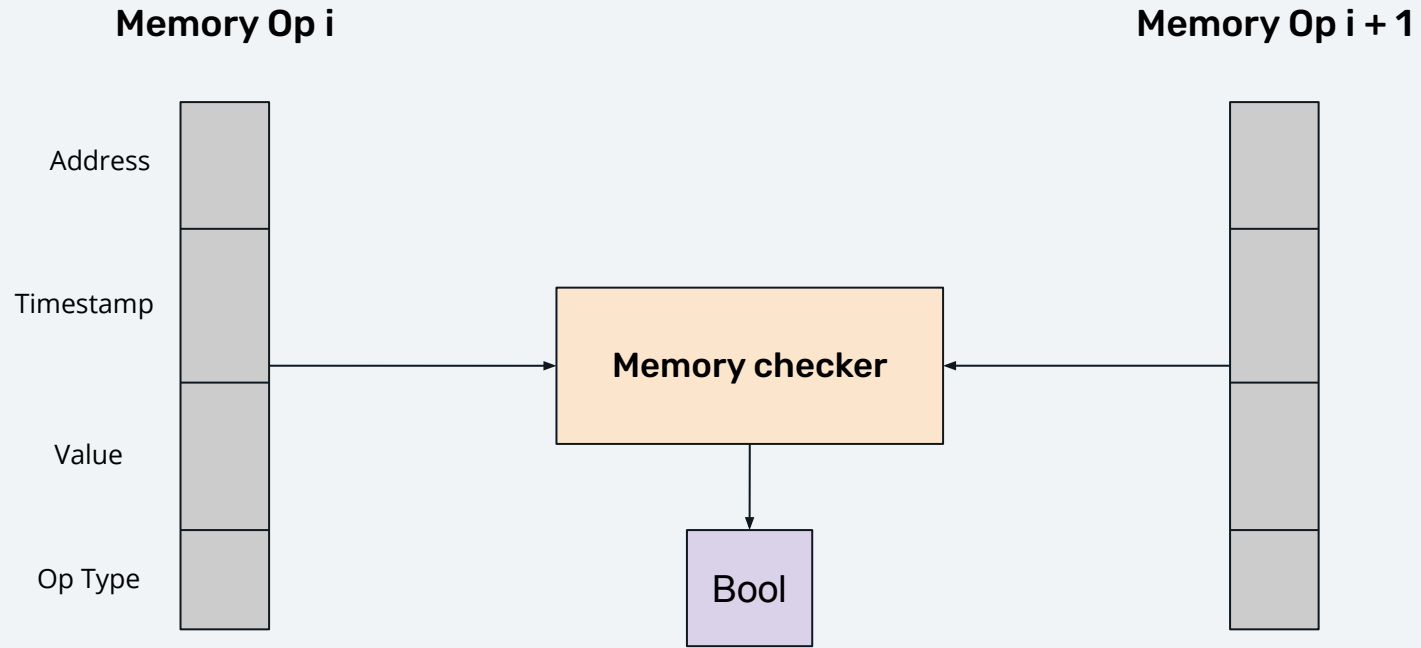 Memory Op i
Memory Op i + 1
Address
Timestamp
Memory checker
Value
Op Type
Bool